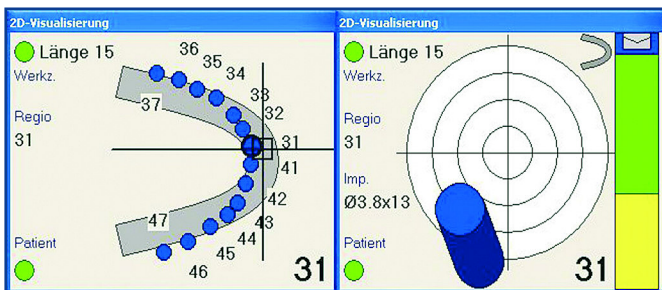 2D-Visualisierung
Länge 15
Werkz.
Regio
31
Patient
36
35
34
33
32
31
41
42
43
44
45
46
37
47
31
2D-Visualisierung
Länge 15
Werkz.
Regio
31
Imp.
Ø3.8x13
Patient
31